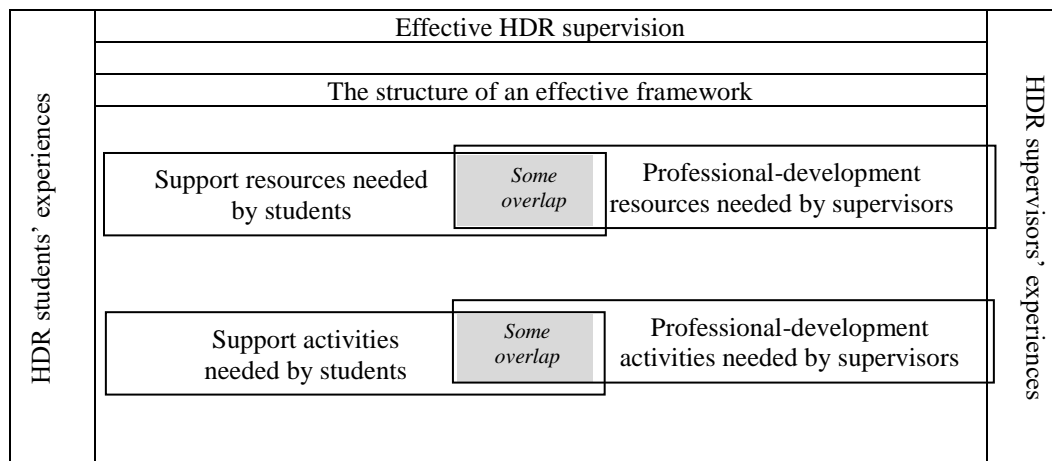 Effective HDR supervision
The structure of an effective framework
HDR students’ experiences
Support resources needed
by students
Some
overlap
Professional-development
resources needed by supervisors
Support activities
needed by students
Some
overlap
Professional-development
activities needed by supervisors
HDR supervisors’ experiences